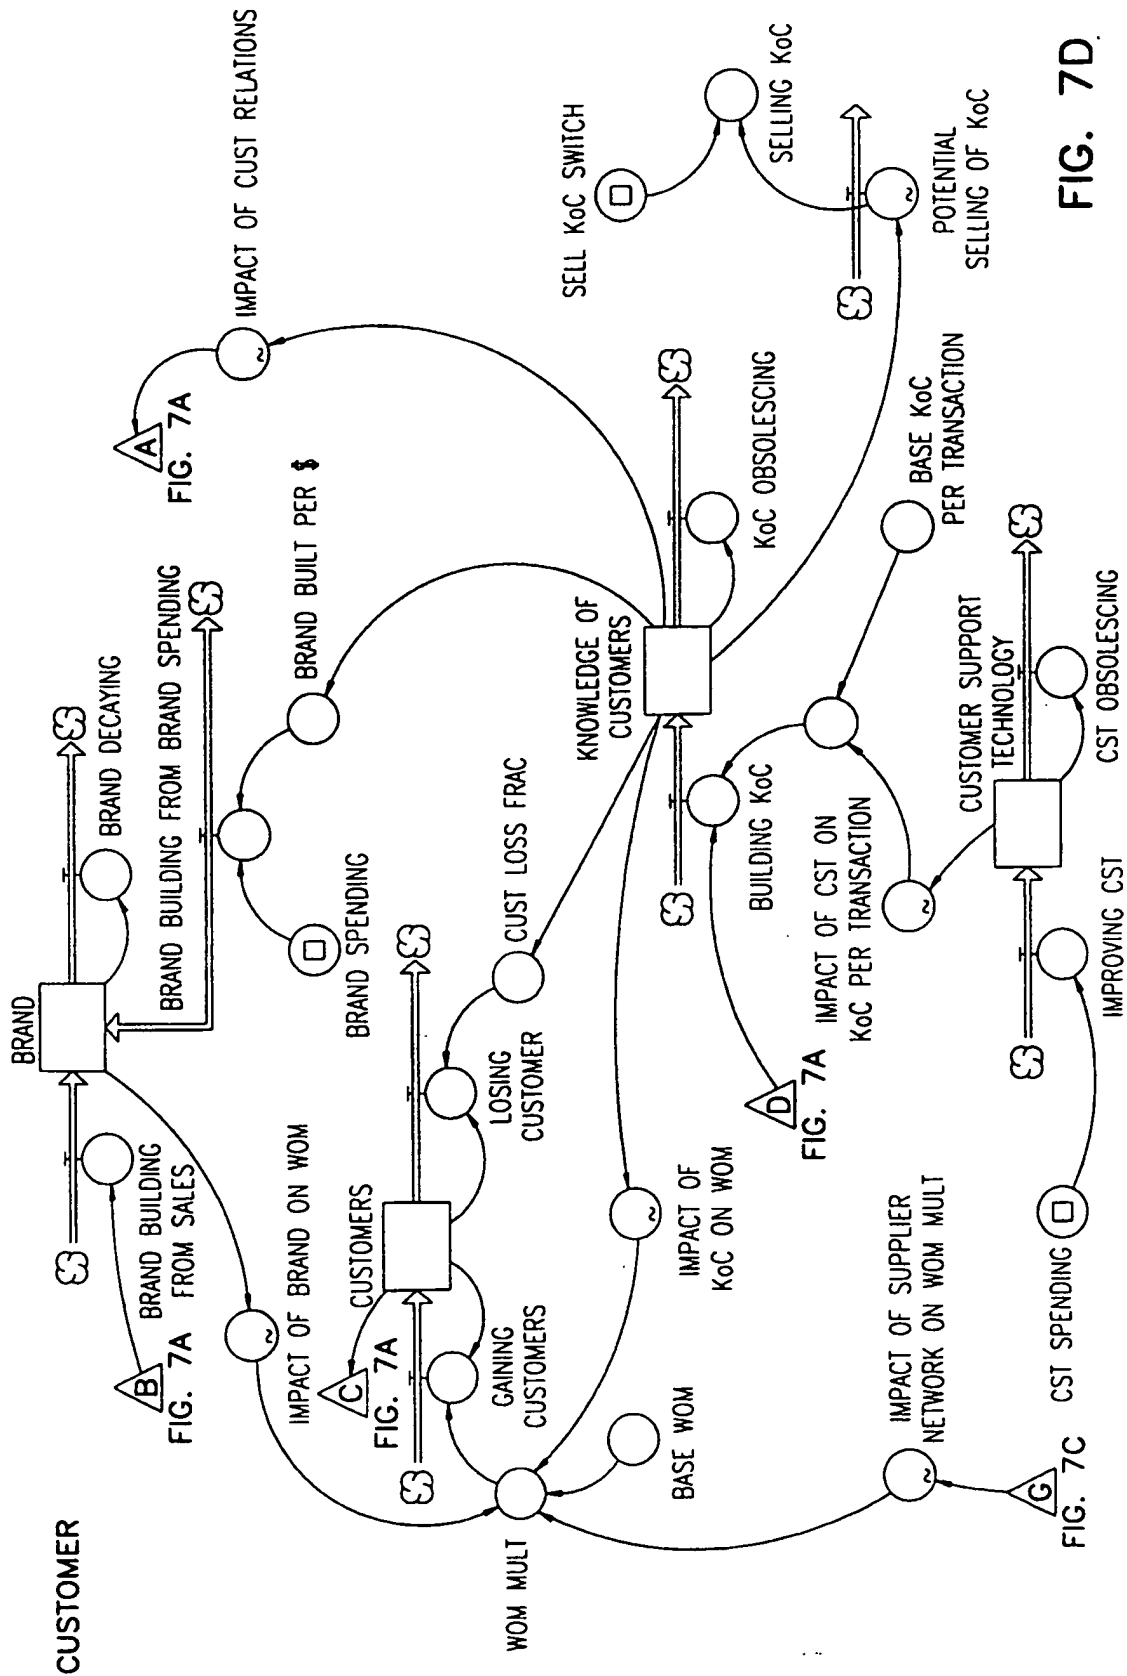 CUSTOMER
BRAND
BRAND DECAYING
BRAND BUILDING FROM BRAND SPENDING
B
FIG. 7A
BRAND BUILDING
FROM SALES
BRAND SPENDING
BRAND BUILT PER $
A
FIG. 7A
IMPACT OF CUST RELATIONS
IMPACT OF BRAND ON WOM
C
FIG. 7A
CUSTOMERS
GAINING
CUSTOMERS
LOSING
CUSTOMER
CUST LOSS FRAC
WOM MULT
BASE WOM
IMPACT OF
KoC ON WOM
KNOWLEDGE OF
CUSTOMERS
KoC OBSOLESCING
BUILDING KoC
SELL KoC SWITCH
SELLING KoC
POTENTIAL
SELLING OF KoC
D
FIG. 7A
IMPACT OF CST ON
KoC PER TRANSACTION
BASE KoC
PER TRANSACTION
IMPACT OF SUPPLIER
NETWORK ON WOM MULT
G
FIG. 7C
CST SPENDING
IMPROVING CST
CUSTOMER SUPPORT
TECHNOLOGY
CST OBSOLESCING
FIG. 7D